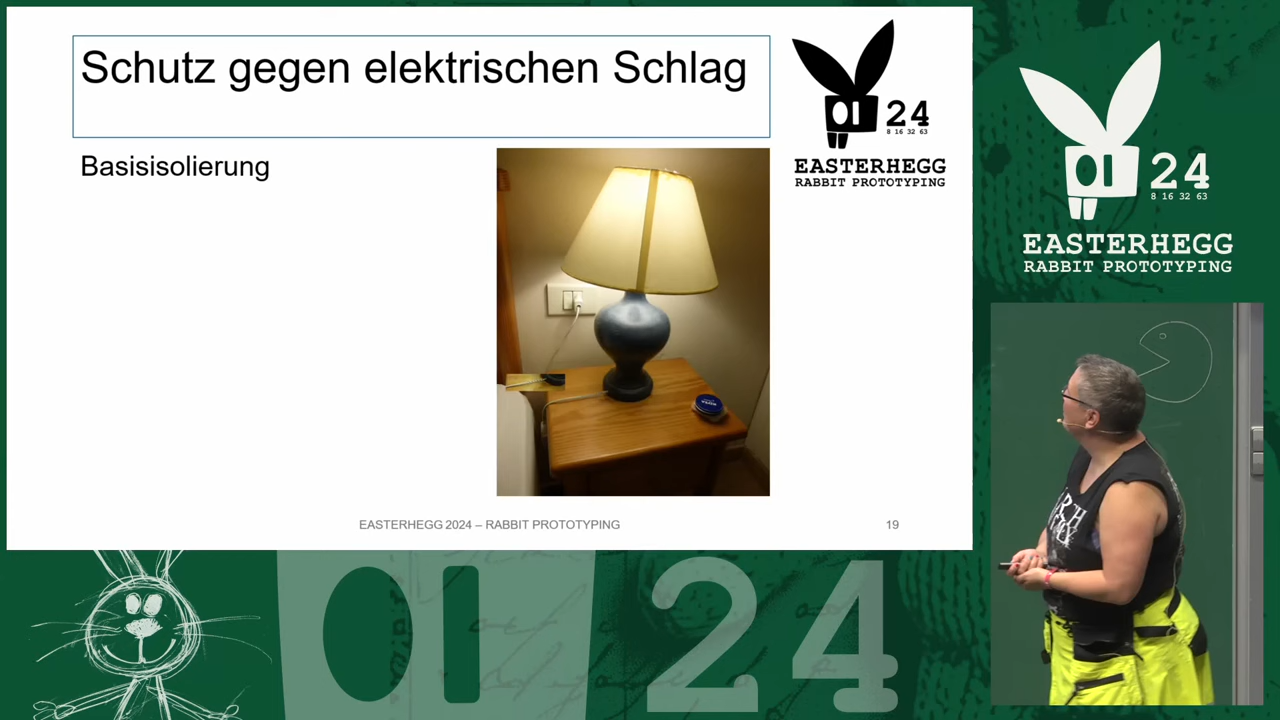 Schutz gegen elektrischen Schlag
Basisisolierung
24
8 16 32 63
EASTERHEGG
RABBIT PROTOTYPING
EASTERHEGG 2024 – RABBIT PROTOTYPING
19
24
8 16 32 63
EASTERHEGG
RABBIT PROTOTYPING
24